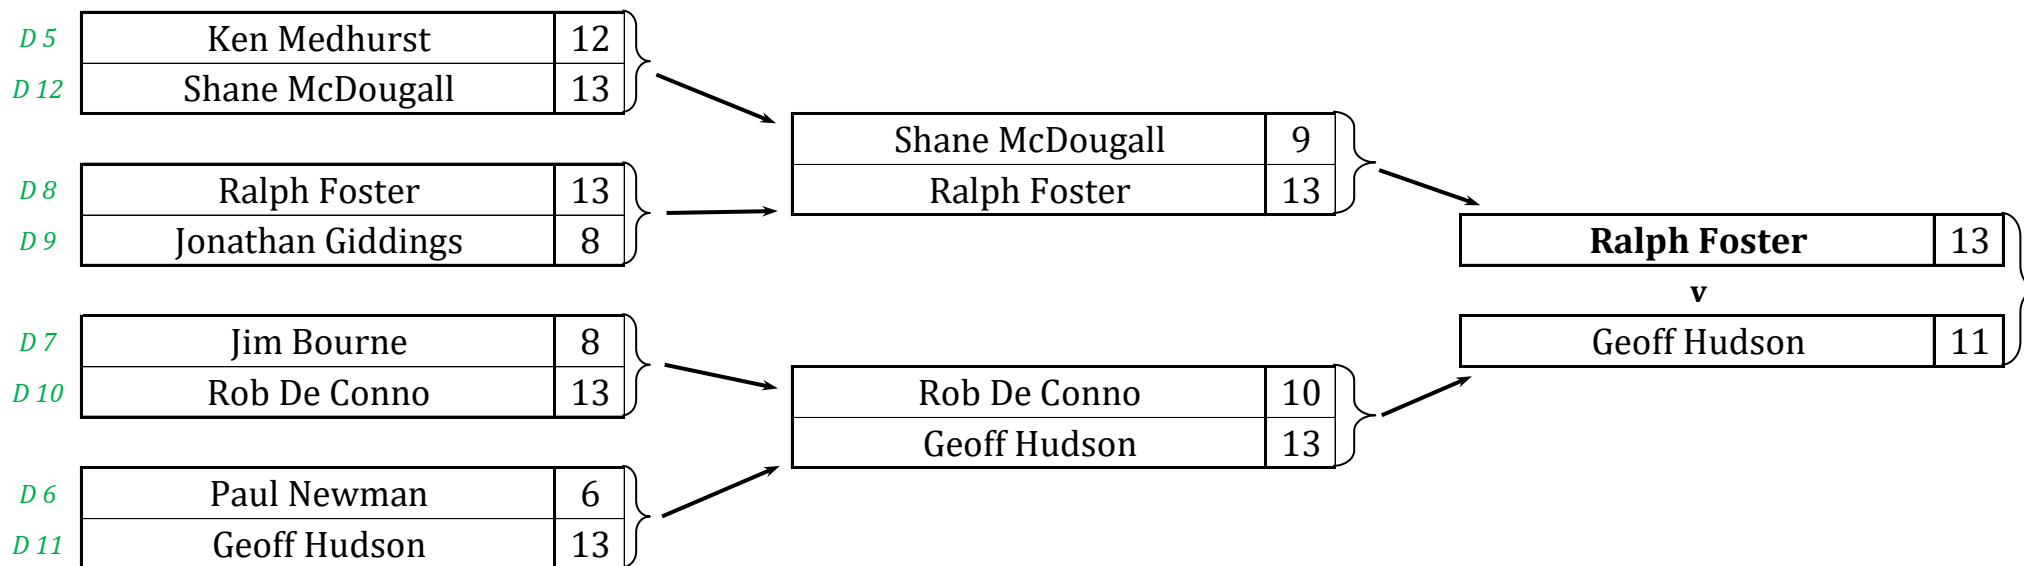 D 5 Ken Medhurst 12
D 12 Shane McDougall 13
D 8 Ralph Foster 13
D 9 Jonathan Giddings 8
D 7 Jim Bourne 8
D 10 Rob De Conno 13
D 6 Paul Newman 6
D 11 Geoff Hudson 13
Shane McDougall 9
Ralph Foster 13
Rob De Conno 10
Geoff Hudson 13
Ralph Foster 13
v
Geoff Hudson 11